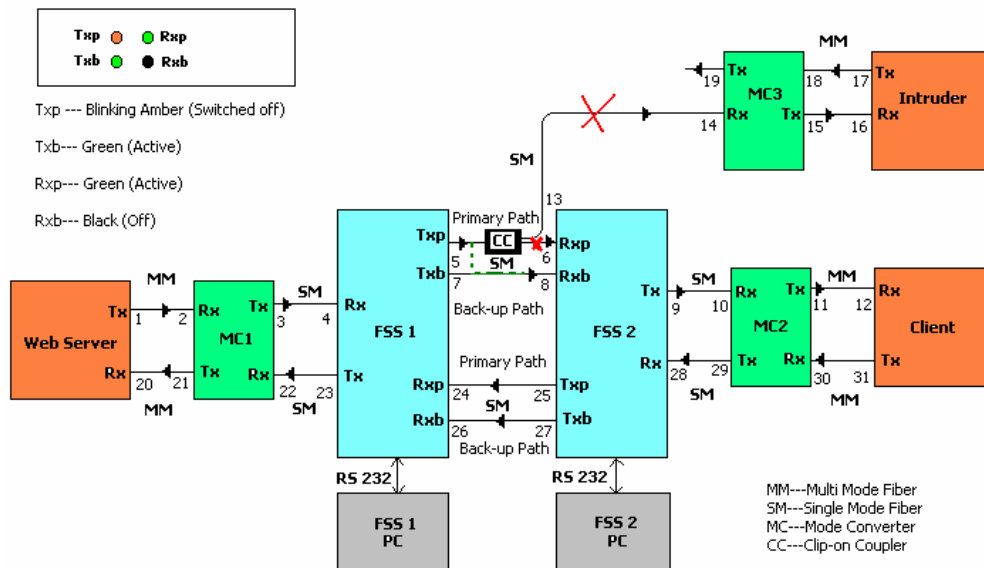 Txp Rxp
Txb Rxb
Txp --- Blinking Amber (Switched off)
Txb--- Green (Active)
Rxp--- Green (Active)
Rxb--- Black (Off)
MM
19 Tx 18 17 Tx
MC3 Intruder
14 Rx Tx 15 16 Rx
SM
13
Primary Path
Txp 5 CC 6 Rxp
SM
Txb 7 8 Rxb
Back-up Path
MM SM SM MM
Tx 1 2 Rx Tx 3 4 Rx
Tx 9 10 Rx Tx 11 12 Rx
Web Server MC1 FSS 1 FSS 2 MC2 Client
Primary Path
Rx 20 21 Tx Rx 22 23 Tx
Rx 28 29 Tx Rx 30 31 Tx
MM SM SM MM
Rxp 24 25 Txp
SM
Rxb 26 27 Txb
Back-up Path
RS 232 RS 232
FSS 1
PC
FSS 2
PC
MM---Multi Mode Fiber
SM---Single Mode Fiber
MC---Mode Converter
CC---Clip-on Coupler